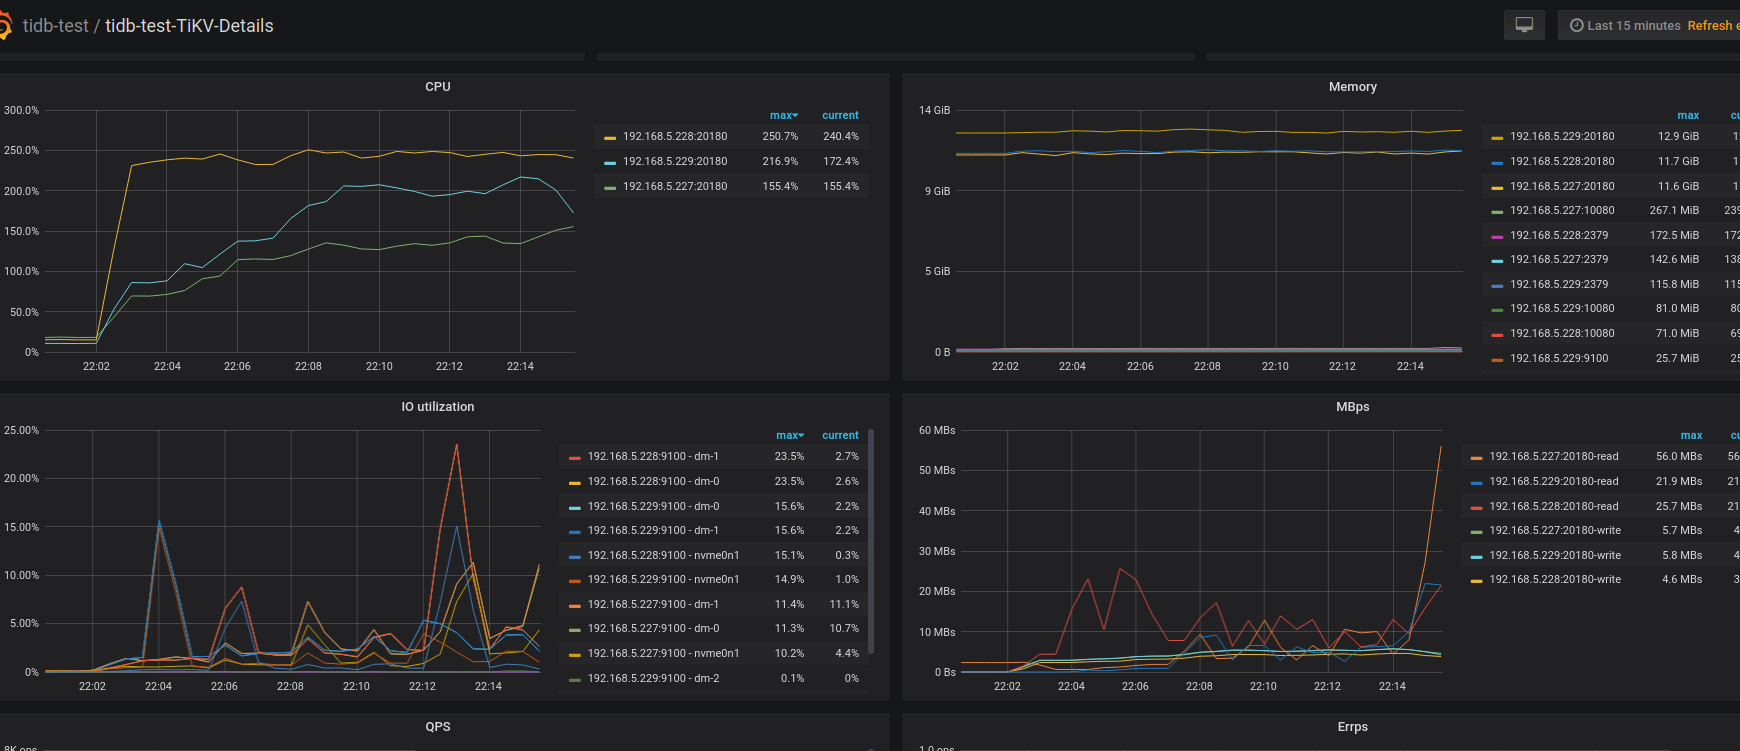 tidb-test / tidb-test-TiKV-Details
Last 15 minutes Refresh e
CPU
300.0%
250.0%
200.0%
150.0%
100.0%
50.0%
0%
22:02 22:04 22:06 22:08 22:10 22:12 22:14
max current
192.168.5.228:20180 250.7% 240.4%
192.168.5.229:20180 216.9% 172.4%
192.168.5.227:20180 155.4% 155.4%
Memory
14 GiB
9 GiB
5 GiB
0 B
22:02 22:04 22:06 22:08 22:10 22:12 22:14
max cu
192.168.5.229:20180 12.9 GiB 1
192.168.5.228:20180 11.7 GiB 1
192.168.5.227:20180 11.6 GiB 1
192.168.5.227:10080 267.1 MiB 239
192.168.5.228:2379 172.5 MiB 172
192.168.5.227:2379 142.6 MiB 138
192.168.5.229:2379 115.8 MiB 115
192.168.5.229:10080 81.0 MiB 80
192.168.5.228:10080 71.0 MiB 69
192.168.5.229:9100 25.7 MiB 25
IO utilization
25.00%
20.00%
15.00%
10.00%
5.00%
0%
22:02 22:04 22:06 22:08 22:10 22:12 22:14
max current
192.168.5.228:9100 - dm-1 23.5% 2.7%
192.168.5.228:9100 - dm-0 23.5% 2.6%
192.168.5.229:9100 - dm-0 15.6% 2.2%
192.168.5.229:9100 - dm-1 15.6% 2.2%
192.168.5.228:9100 - nvme0n1 15.1% 0.3%
192.168.5.229:9100 - nvme0n1 14.9% 1.0%
192.168.5.227:9100 - dm-1 11.4% 11.1%
192.168.5.227:9100 - dm-0 11.3% 10.7%
192.168.5.227:9100 - nvme0n1 10.2% 4.4%
192.168.5.229:9100 - dm-2 0.1% 0%
MBps
60 MBs
50 MBs
40 MBs
30 MBs
20 MBs
10 MBs
0 Bs
22:02 22:04 22:06 22:08 22:10 22:12 22:14
max cu
192.168.5.227:20180-read 56.0 MBs 56
192.168.5.229:20180-read 21.9 MBs 21
192.168.5.228:20180-read 25.7 MBs 21
192.168.5.227:20180-write 5.7 MBs 4
192.168.5.229:20180-write 5.8 MBs 4
192.168.5.228:20180-write 4.6 MBs 3
QPS
8K ops
Errps
1.0 ops